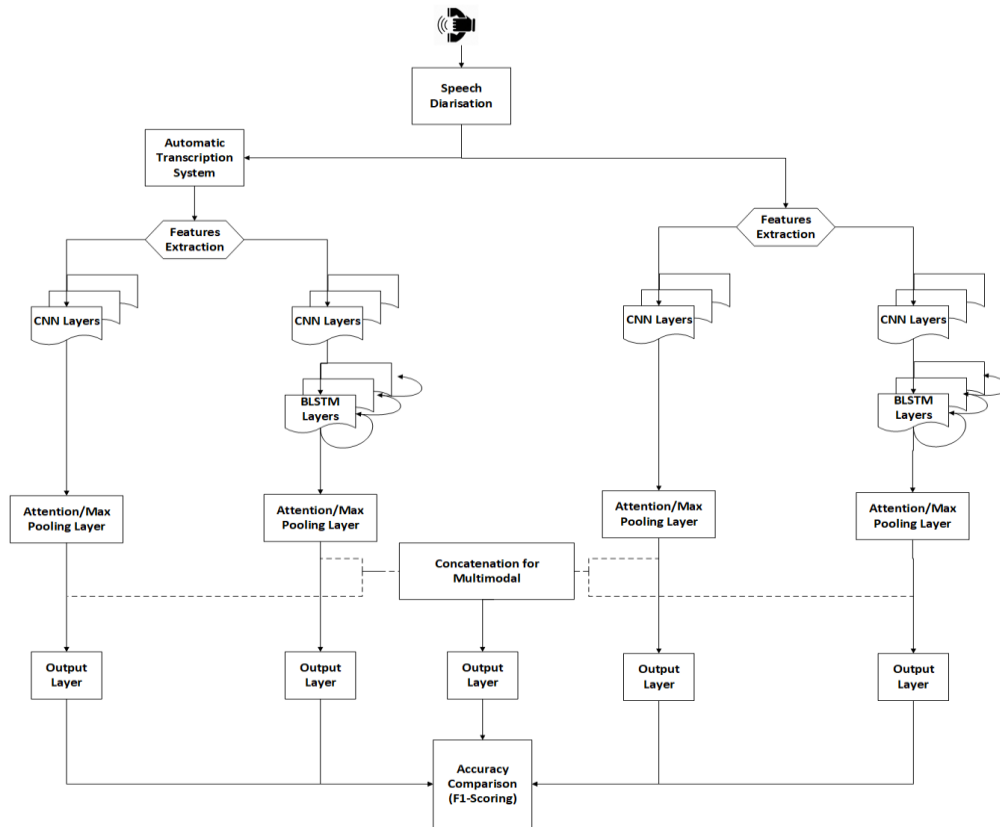 Speech
Diarisation
Automatic
Transcription
System
Features
Extraction
Features
Extraction
CNN Layers
CNN Layers
CNN Layers
CNN Layers
BLSTM
Layers
BLSTM
Layers
Attention/Max
Pooling Layer
Attention/Max
Pooling Layer
Attention/Max
Pooling Layer
Attention/Max
Pooling Layer
Concatenation for
Multimodal
Output
Layer
Output
Layer
Output
Layer
Output
Layer
Output
Layer
Accuracy
Comparison
(F1-Scoring)